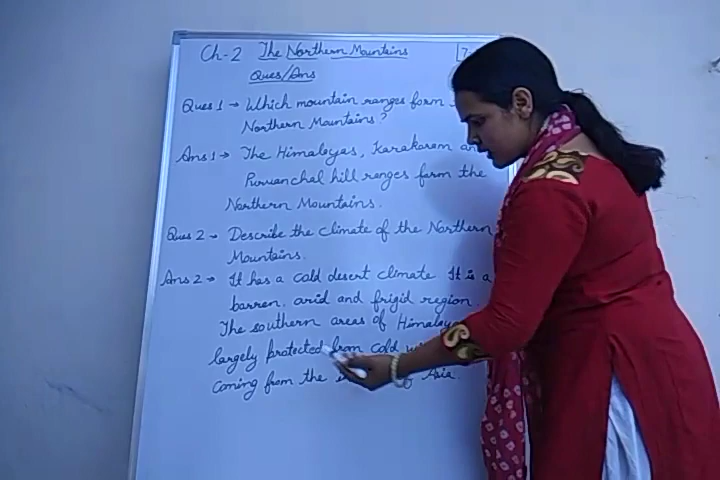 Ch-2 The Northern Mountains 7
Ques/Ans
Ques 1 → Which mountain ranges form
Northern Mountains?
Ans 1 → The Himalayas, Karakoram an
Purvanchal hill ranges form the
Northern Mountains.
Ques 2 → Describe the climate of the Northern
Mountains.
Ans 2 → It has a cold desert climate It is a
barren, arid and frigid region.
The southern areas of Himalaya
largely protected from cold
coming from the Asia.